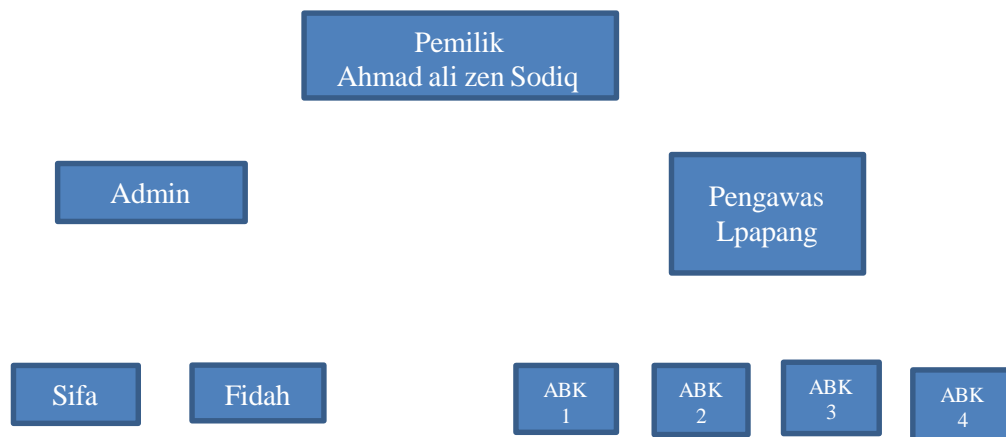 Pemilik
Ahmad ali zen Sodiq
Admin
Pengawas
Lpapang
Sifa
Fidah
ABK
1
ABK
2
ABK
3
ABK
4